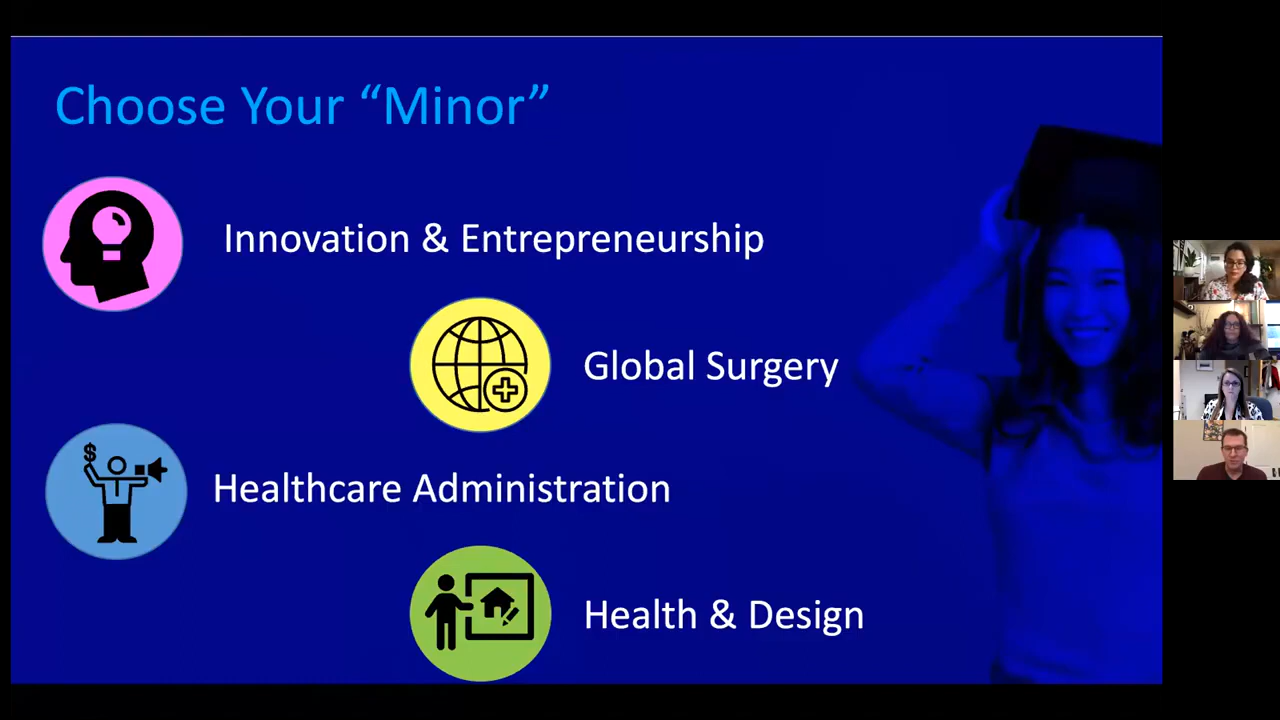 Choose Your “Minor”
Innovation & Entrepreneurship
Global Surgery
$
Healthcare Administration
Health & Design